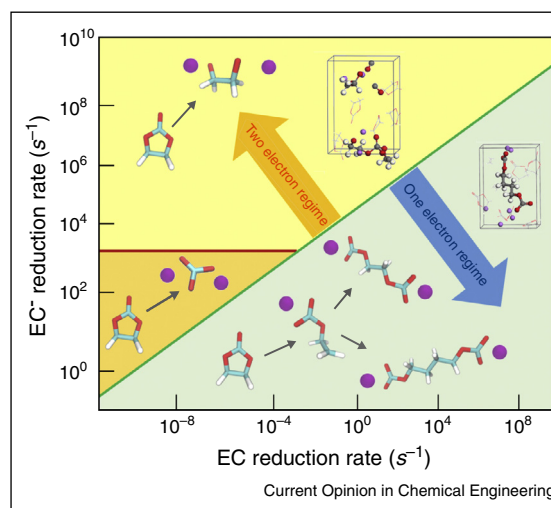 10^10
10^8
10^6
10^4
10^2
10^0
EC^- reduction rate (s^–1)
Two electron regime
One electron regime
10^–8
10^–4
10^0
10^4
10^8
EC reduction rate (s^–1)
Current Opinion in Chemical Engineering